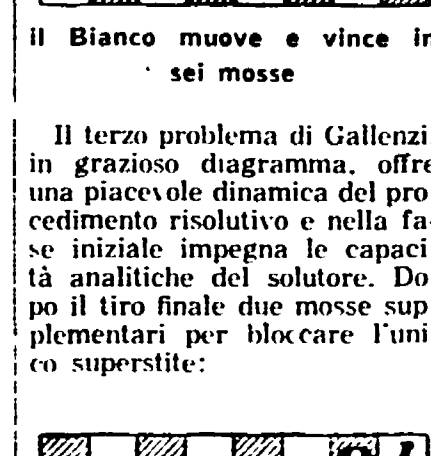 il Bianco muove e vince in
sei mosse
Il terzo problema di Gallenzi
in grazioso diagramma, offre
una piacevole dinamica del pro
cedimento risolutivo e nella fa-
se iniziale impegna le capaci
tà analitiche del solutore. Do
po il tiro finale due mosse sup
plementari per bloccare l'uni
co superstite: